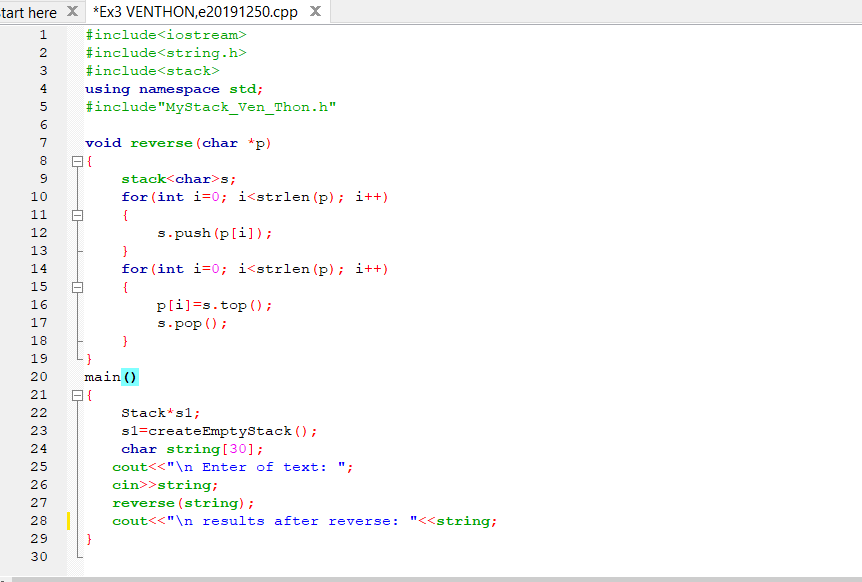 tart here X *Ex3 VENTHON,e20191250.cpp X
1 #include<iostream>
2 #include<string.h>
3 #include<stack>
4 using namespace std;
5 #include"MyStack_Ven_Thon.h"
6
7 void reverse(char *p)
8 {
9 stack<char>s;
10 for(int i=0; i<strlen(p); i++)
11 {
12 s.push(p[i]);
13 }
14 for(int i=0; i<strlen(p); i++)
15 {
16 p[i]=s.top();
17 s.pop();
18 }
19 }
20 main()
21 {
22 Stack*s1;
23 s1=createEmptyStack();
24 char string[30];
25 cout<<"\n Enter of text: ";
26 cin>>string;
27 reverse(string);
28 cout<<"\n results after reverse: "<<string;
29 }
30